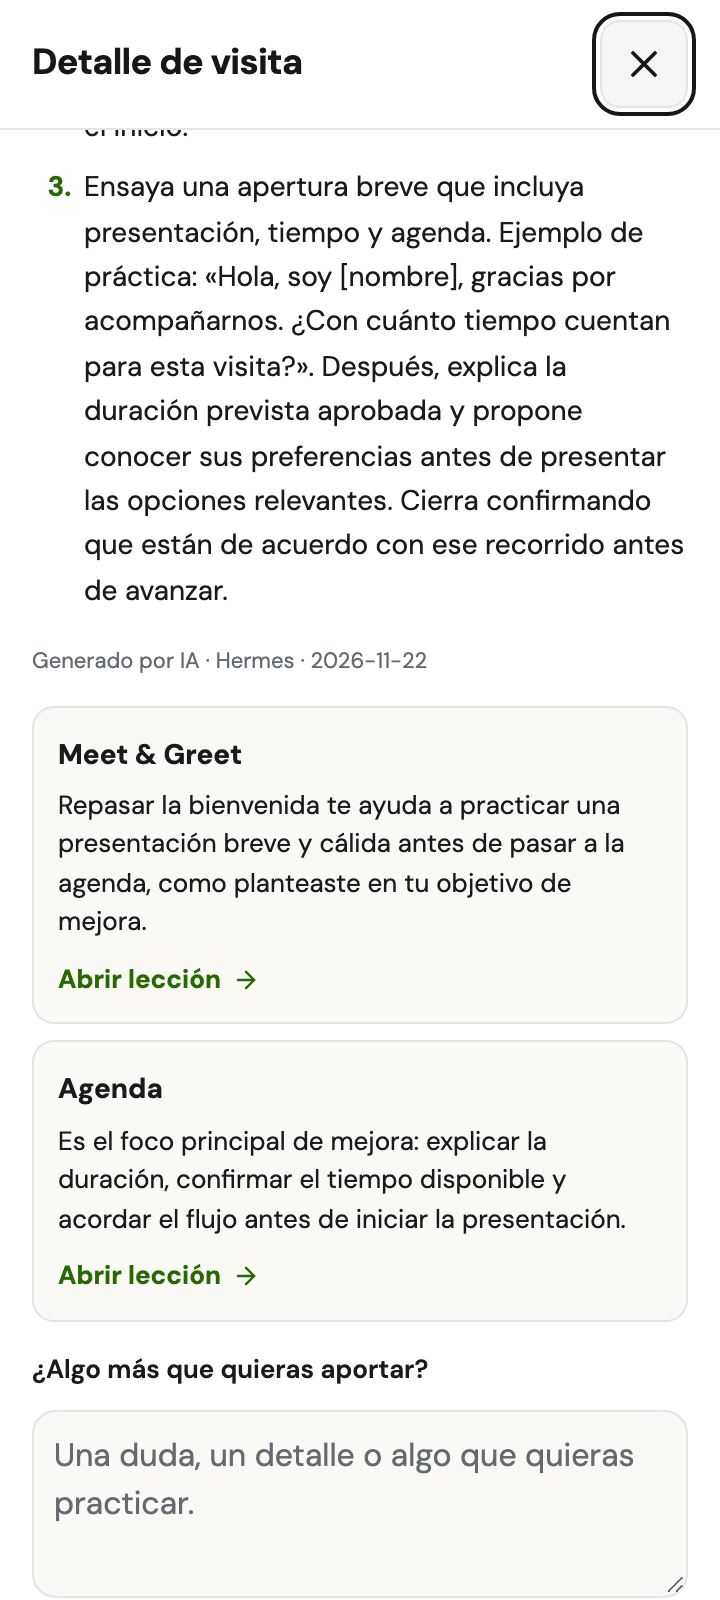 Detalle de visita
el inicio.
3. Ensaya una apertura breve que incluya
presentación, tiempo y agenda. Ejemplo de
práctica: «Hola, soy [nombre], gracias por
acompañarnos. ¿Con cuánto tiempo cuentan
para esta visita?». Después, explica la
duración prevista aprobada y propone
conocer sus preferencias antes de presentar
las opciones relevantes. Cierra confirmando
que están de acuerdo con ese recorrido antes
de avanzar.
Generado por IA · Hermes · 2026-11-22
Meet & Greet
Repasar la bienvenida te ayuda a practicar una
presentación breve y cálida antes de pasar a la
agenda, como planteaste en tu objetivo de
mejora.
Abrir lección →
Agenda
Es el foco principal de mejora: explicar la
duración, confirmar el tiempo disponible y
acordar el flujo antes de iniciar la presentación.
Abrir lección →
¿Algo más que quieras aportar?
Una duda, un detalle o algo que quieras
practicar.